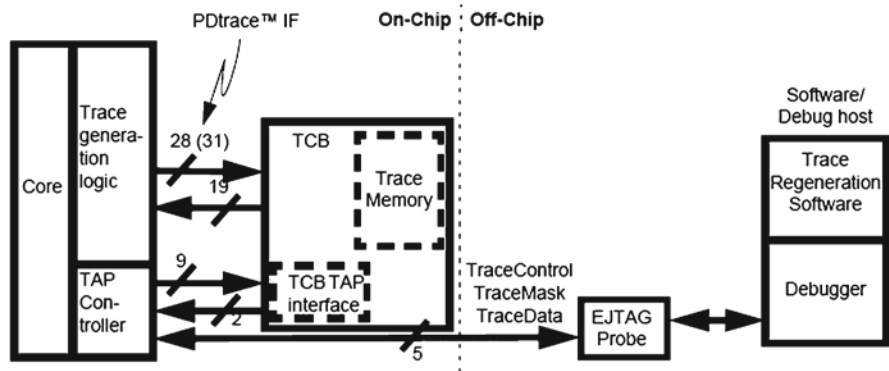 PDtrace™ IF
On-Chip
Off-Chip
Core
Trace
genera-
tion
logic
28 (31)
19
TCB
Trace
Memory
TAP
Con-
troller
9
2
TCB TAP
interface
5
TraceControl
TraceMask
TraceData
EJTAG
Probe
Software/
Debug host
Trace
Regeneration
Software
Debugger